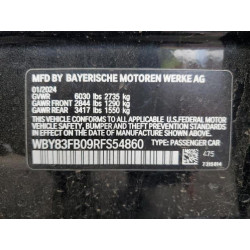 MFD BY BAYERISCHE MOTOREN WERKE AG
01/2024
GVWR 6030 lbs 2735 kg
GAWR FRONT 2844 lbs 1290 kg
GAWR REAR 3417 lbs 1550 kg
THIS VEHICLE CONFORMS TO ALL APPLICABLE
FEDERAL MOTOR VEHICLE SAFETY, BUMPER,
AND THEFT PREVENTION STANDARDS IN EFFECT ON
THE DATE OF MANUFACTURE SHOWN ABOVE.
WBY83FB09RFS54860 TYPE: PASSENGER CAR
475